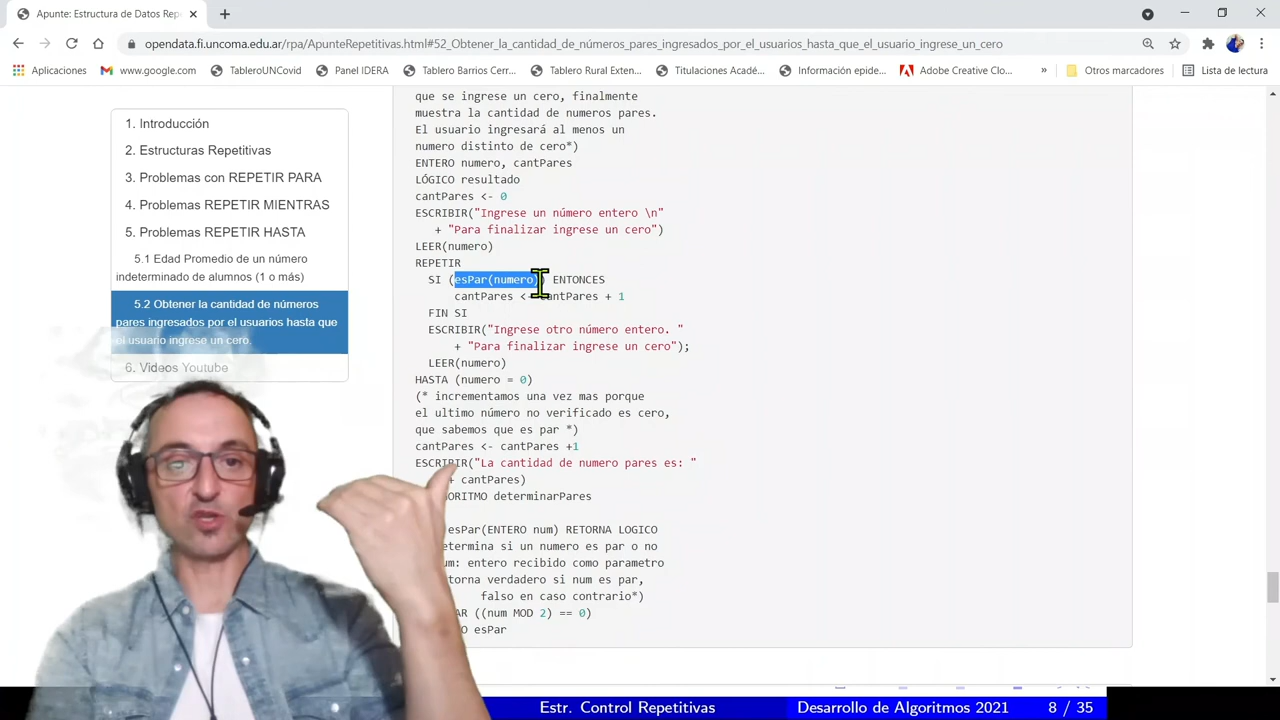 Apunte: Estructura de Datos Rep
opendata.fi.uncoma.edu.ar/rpa/ApunteRepetitivas.html#52_Obtener_la_cantidad_de_números_pares_ingresados_por_el_usuarios_hasta_que_el_usuario_ingrese_un_cero
Aplicaciones
www.google.com
TableroUNCovid
Panel IDERA
Tablero Barrios Cerr...
Tablero Rural Exten...
Titulaciones Acadé...
Información epide...
Adobe Creative Clo...
»
Otros marcadores
Lista de lectura
1. Introducción
2. Estructuras Repetitivas
3. Problemas con REPETIR PARA
4. Problemas REPETIR MIENTRAS
5. Problemas REPETIR HASTA
5.1 Edad Promedio de un número
indeterminado de alumnos (1 o más)
5.2 Obtener la cantidad de números
pares ingresados por el usuarios hasta que
el usuario ingrese un cero.
6. Videos Youtube
que se ingrese un cero, finalmente
muestra la cantidad de numeros pares.
El usuario ingresará al menos un
numero distinto de cero*)
ENTERO numero, cantPares
LÓGICO resultado
cantPares <- 0
ESCRIBIR("Ingrese un número entero \n"
+ "Para finalizar ingrese un cero")
LEER(numero)
REPETIR
SI (esPar(numero)) ENTONCES
cantPares <- cantPares + 1
FIN SI
ESCRIBIR("Ingrese otro número entero. "
+ "Para finalizar ingrese un cero");
LEER(numero)
HASTA (numero = 0)
(* incrementamos una vez mas porque
el ultimo número no verificado es cero,
que sabemos que es par *)
cantPares <- cantPares +1
ESCRIBIR("La cantidad de numero pares es: "
+ cantPares)
ORITMO determinarPares
esPar(ENTERO num) RETORNA LOGICO
etermina si un numero es par o no
um: entero recibido como parametro
torna verdadero si num es par,
falso en caso contrario*)
AR ((num MOD 2) == 0)
O esPar
Estr. Control Repetitivas
Desarrollo de Algoritmos 2021
8 / 35